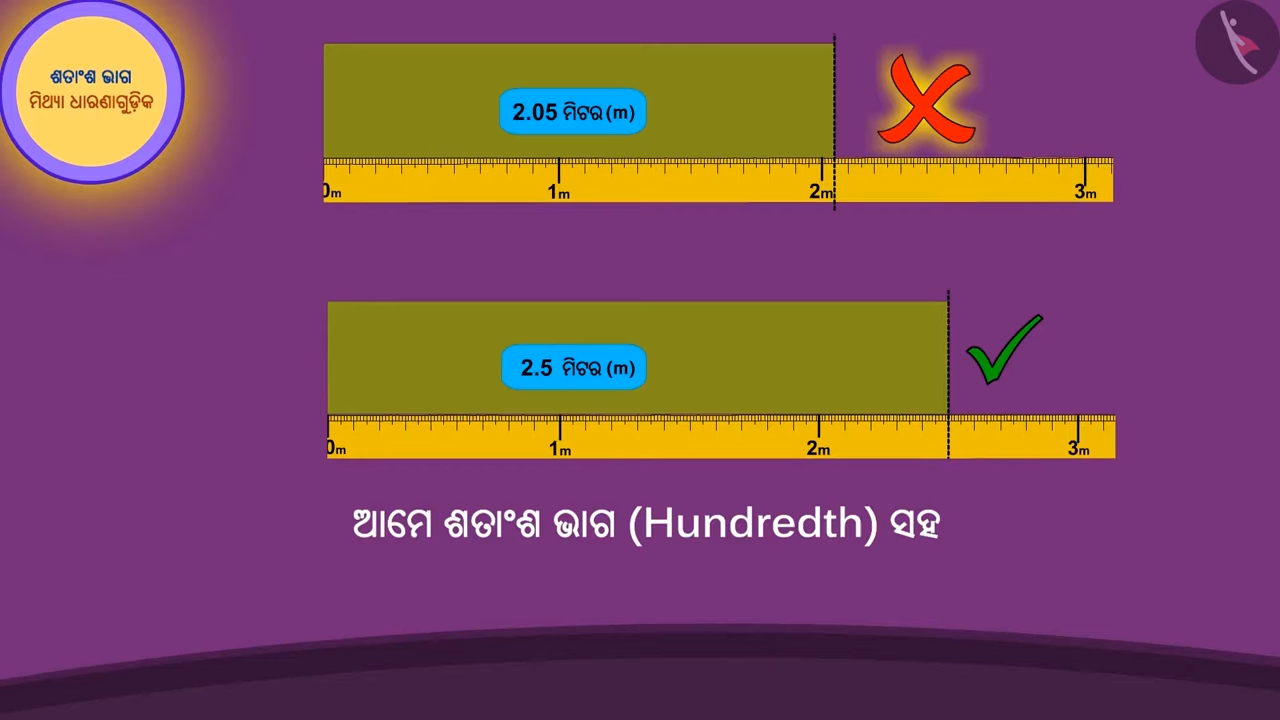 ଶତାଂଶ ଭାଗ
ମିଥ୍ୟା ଧାରଣାଗୁଡ଼ିକ
2.05 ମିଟର (m)
0m 1m 2m 3m
2.5 ମିଟର (m)
0m 1m 2m 3m
ଆମେ ଶତାଂଶ ଭାଗ (Hundredth) ସହ